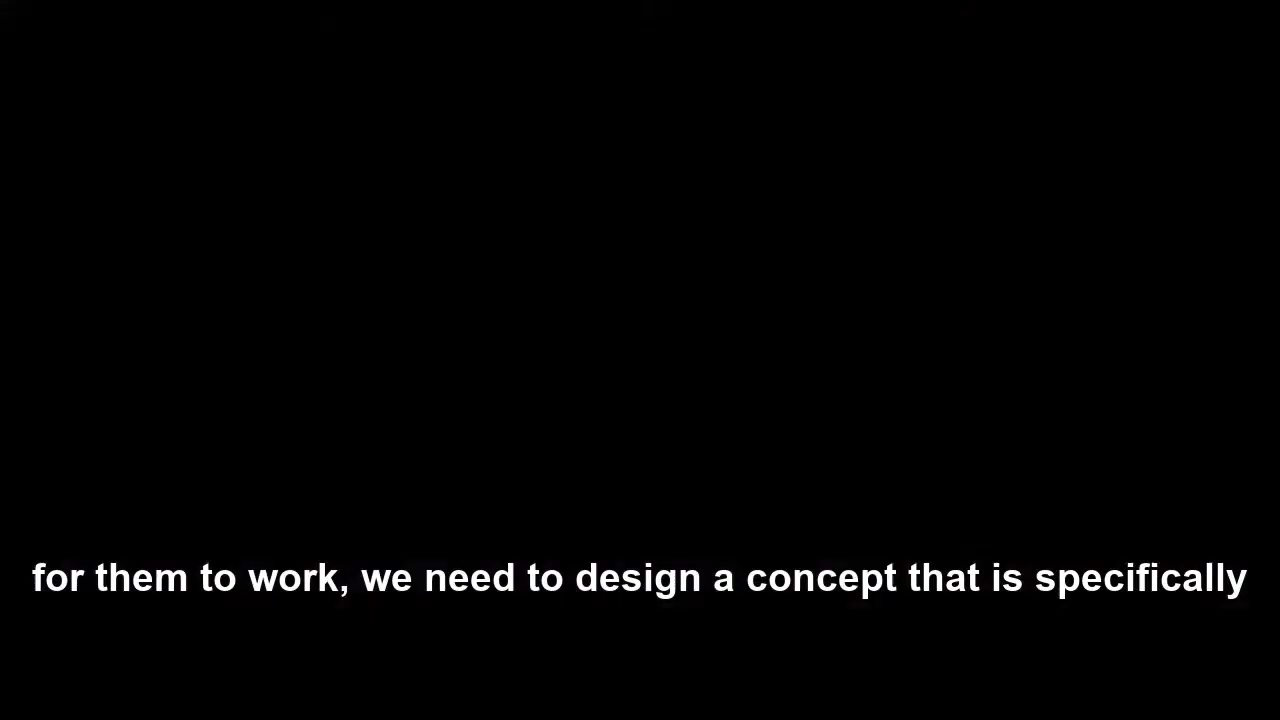 for them to work, we need to design a concept that is specifically